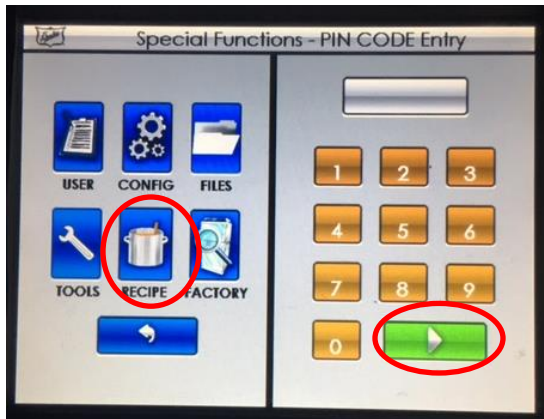 Special Functions - PIN CODE Entry
USER CONFIG FILES
TOOLS RECIPE FACTORY
1 2 3
4 5 6
7 8 9
0